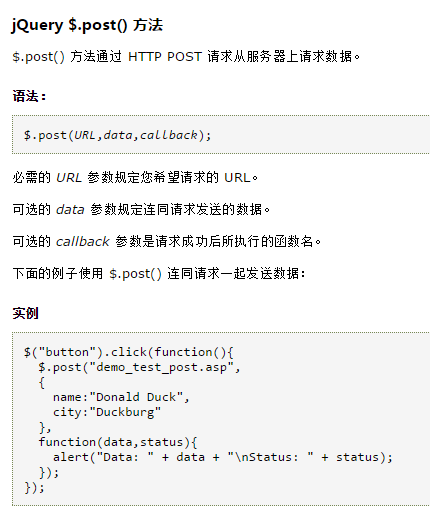 jQuery $.post() 方法
$.post() 方法通过 HTTP POST 请求从服务器上请求数据。
语法：
$.post(URL,data,callback);
必需的 URL 参数规定您希望请求的 URL。
可选的 data 参数规定连同请求发送的数据。
可选的 callback 参数是请求成功后所执行的函数名。
下面的例子使用 $.post() 连同请求一起发送数据：
实例
$("button").click(function(){
  $.post("demo_test_post.asp",
  {
    name:"Donald Duck",
    city:"Duckburg"
  },
  function(data,status){
    alert("Data: " + data + "\nStatus: " + status);
  });
});